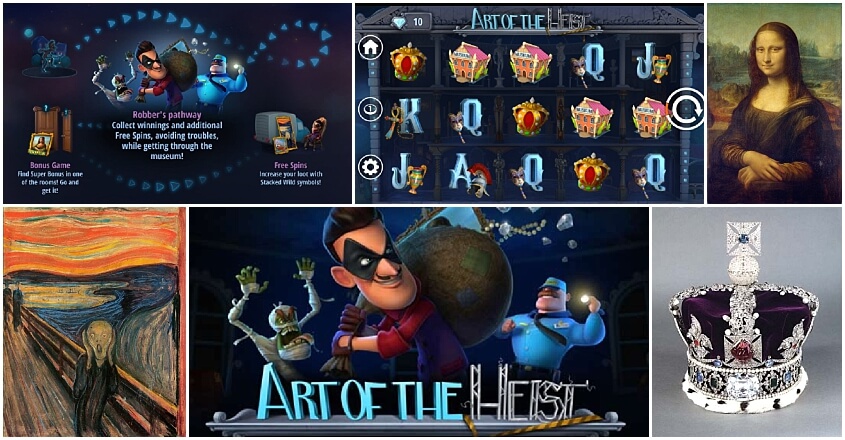 Robber's pathway
Collect winnings and additional
Free Spins, avoiding troubles,
while getting through the
museum!
Bonus Game
Find Super Bonus in one
of the rooms! Go and
get it!
Free Spins
Increase your loot with
Stacked Wild symbols!
10
ART OF THE HEIST
Q J
K Q
J A Q Q
ART OF THE HEIST